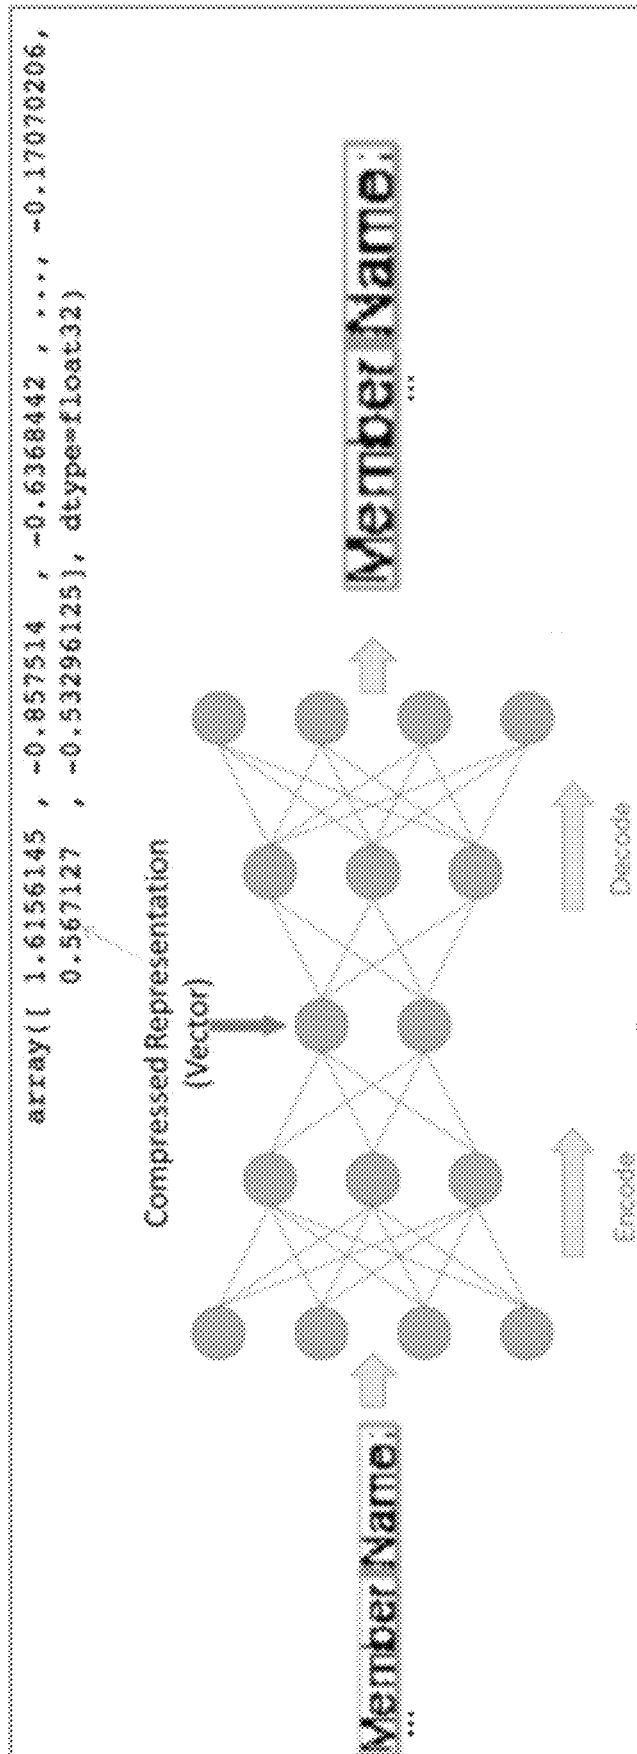 array([ 1.6156145 , -0.857514 , -0.6368442 , ..., -0.17070206,
0.567127 , -0.53296125], dtype=float32)
Compressed Representation
(Vector)
Member Name:
...
Member Name:
...
Encode
Decode